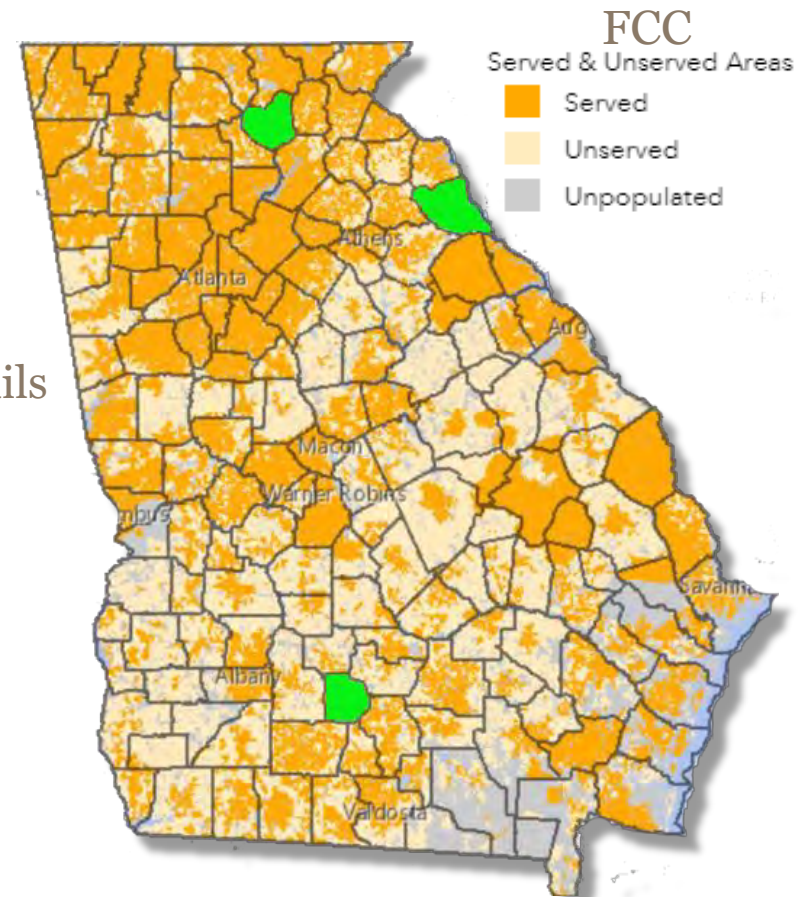 FCC
Served & Unserved Areas
Served
Unserved
Unpopulated
Athens
Atlanta
Aug
ils
Macon
Warner Robins
mbus
Savann
Albany
Valdosta